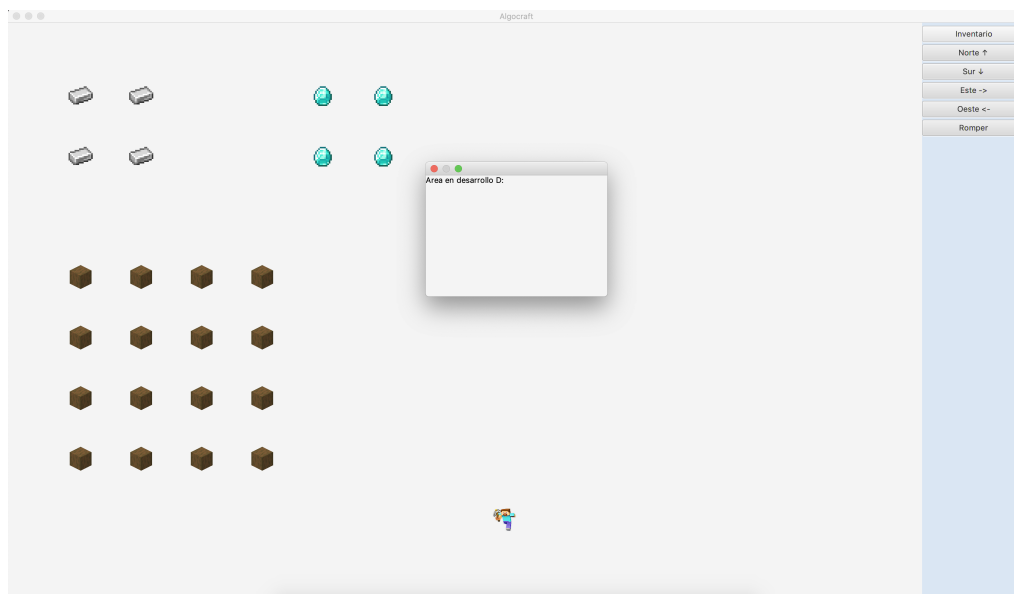 Algocraft
Inventario
Norte ↑
Sur ↓
Este ->
Oeste <-
Romper
Area en desarrollo D: